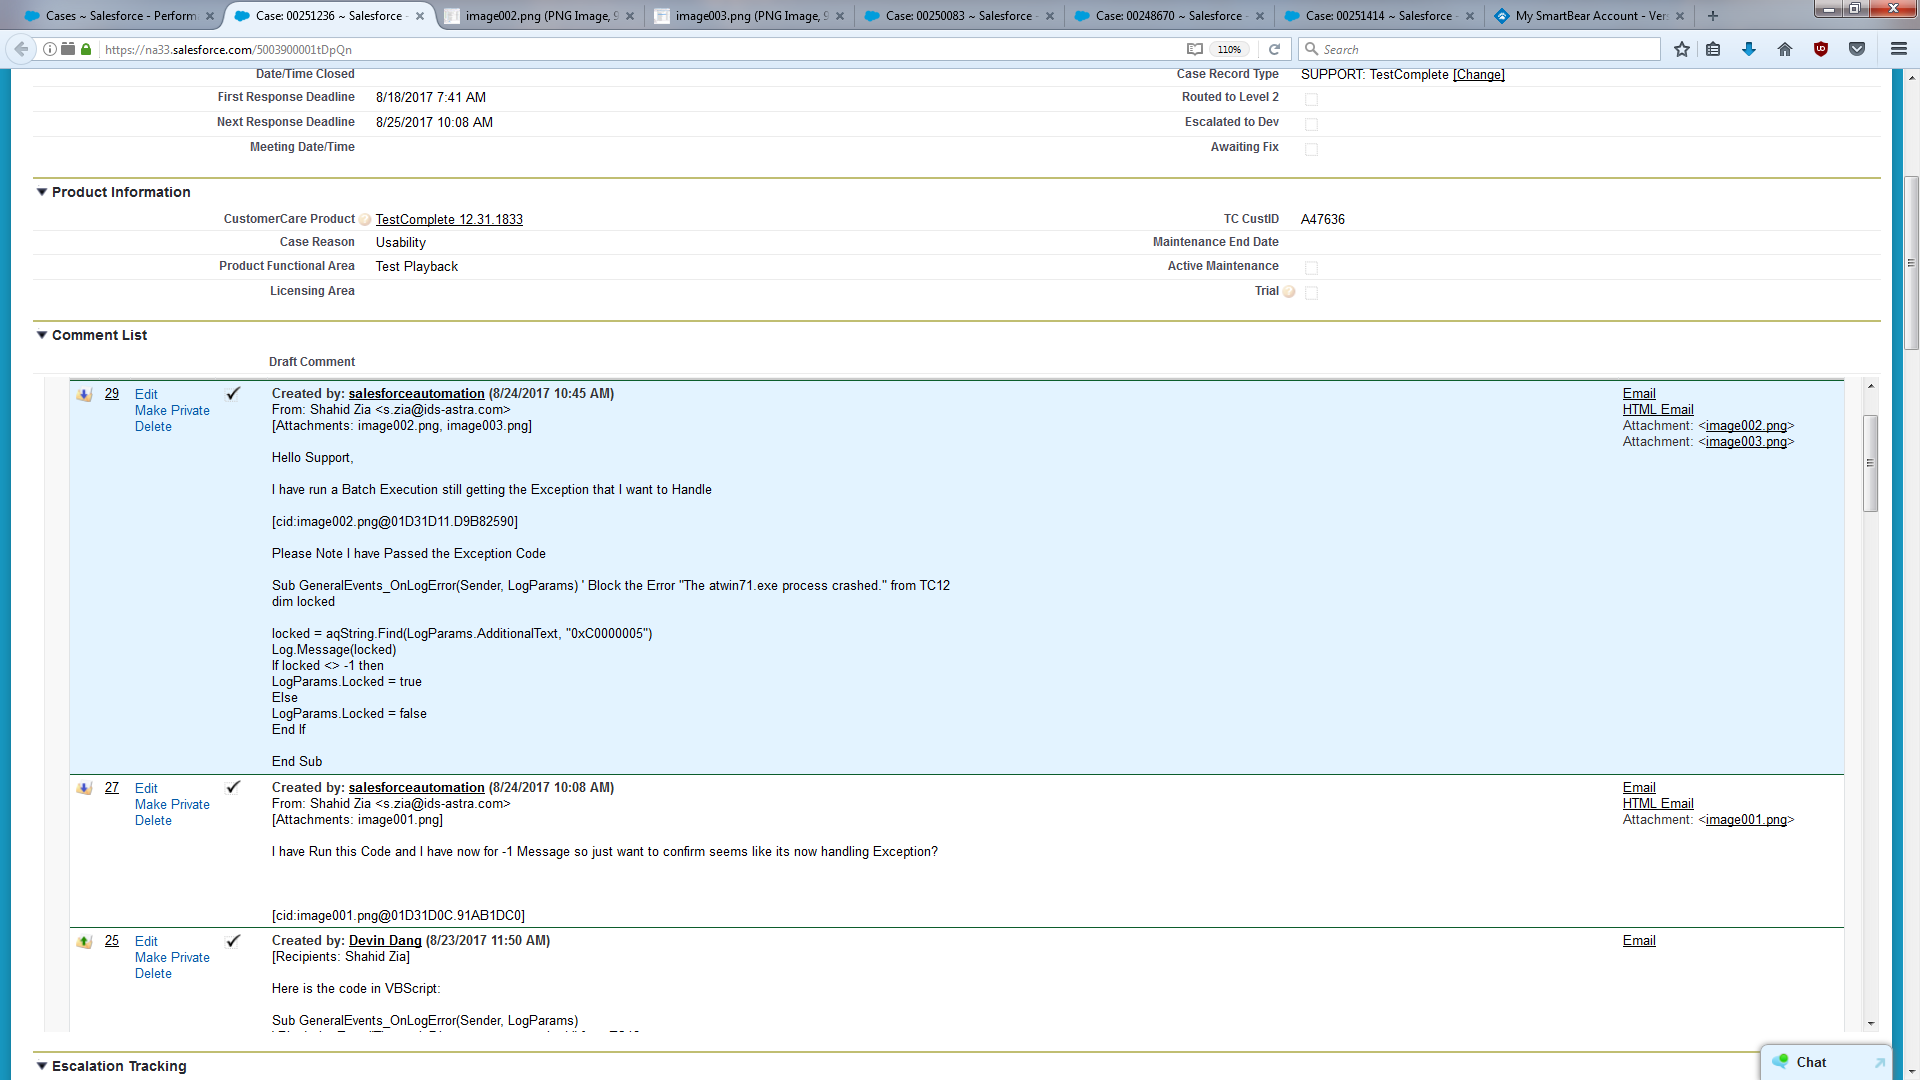 Cases ~ Salesforce - Perform
Case: 00251236 ~ Salesforce -
image002.png (PNG Image, 9
image003.png (PNG Image, 9
Case: 00250083 ~ Salesforce -
Case: 00248670 ~ Salesforce -
Case: 00251414 ~ Salesforce -
My SmartBear Account - Ver
https://na33.salesforce.com/5003900001tDpQn
110%
Search
Date/Time Closed
Case Record Type SUPPORT: TestComplete [Change]
First Response Deadline 8/18/2017 7:41 AM
Routed to Level 2
Next Response Deadline 8/25/2017 10:08 AM
Escalated to Dev
Meeting Date/Time
Awaiting Fix
Product Information
CustomerCare Product TestComplete 12.31.1833
TC CustID A47636
Case Reason Usability
Maintenance End Date
Product Functional Area Test Playback
Active Maintenance
Licensing Area
Trial
Comment List
Draft Comment
29 Edit
Make Private
Delete
Created by: salesforceautomation (8/24/2017 10:45 AM)
From: Shahid Zia <s.zia@ids-astra.com>
[Attachments: image002.png, image003.png]
Hello Support,
I have run a Batch Execution still getting the Exception that I want to Handle
[cid:image002.png@01D31D11.D9B82590]
Please Note I have Passed the Exception Code
Sub GeneralEvents_OnLogError(Sender, LogParams) ' Block the Error "The atwin71.exe process crashed." from TC12
dim locked
locked = aqString.Find(LogParams.AdditionalText, "0xC0000005")
Log.Message(locked)
If locked <> -1 then
LogParams.Locked = true
Else
LogParams.Locked = false
End If
End Sub
Email
HTML Email
Attachment: <image002.png>
Attachment: <image003.png>
27 Edit
Make Private
Delete
Created by: salesforceautomation (8/24/2017 10:08 AM)
From: Shahid Zia <s.zia@ids-astra.com>
[Attachments: image001.png]
I have Run this Code and I have now for -1 Message so just want to confirm seems like its now handling Exception?
[cid:image001.png@01D31D0C.91AB1DC0]
Email
HTML Email
Attachment: <image001.png>
25 Edit
Make Private
Delete
Created by: Devin Dang (8/23/2017 11:50 AM)
[Recipients: Shahid Zia]
Here is the code in VBScript:
Sub GeneralEvents_OnLogError(Sender, LogParams)
Email
Escalation Tracking
Chat